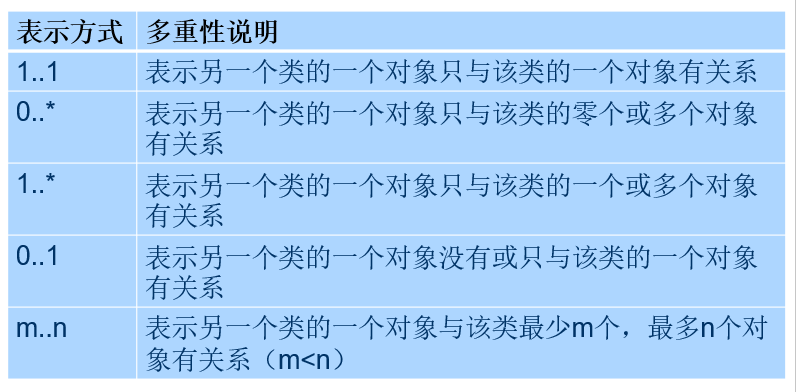 表示方式 多重性说明
1..1 表示另一个类的一个对象只与该类的一个对象有关系
0..* 表示另一个类的一个对象只与该类的零个或多个对象
有关系
1..* 表示另一个类的一个对象只与该类的一个或多个对象
有关系
0..1 表示另一个类的一个对象没有或只与该类的一个对象
有关系
m..n 表示另一个类的一个对象与该类最少m个，最多n个对
象有关系（m<n）